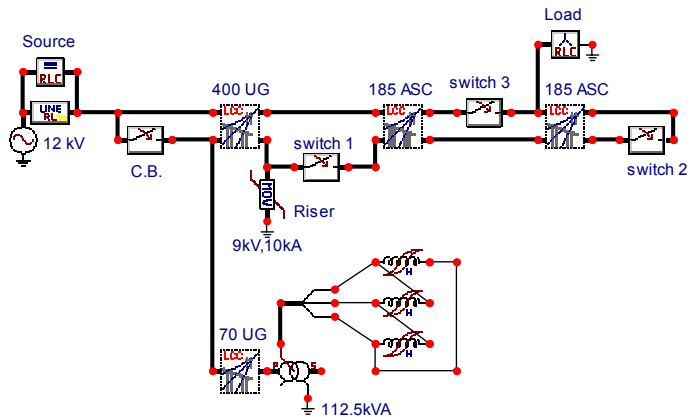 Load
Source
RLC
RLC
400 UG
185 ASC
switch 3
185 ASC
LINE
RL
LCC
LCC
LCC
12 kV
C.B.
switch 1
switch 2
MOV
Riser
9kV,10kA
H
H
70 UG
H
LCC
P
S
112.5kVA